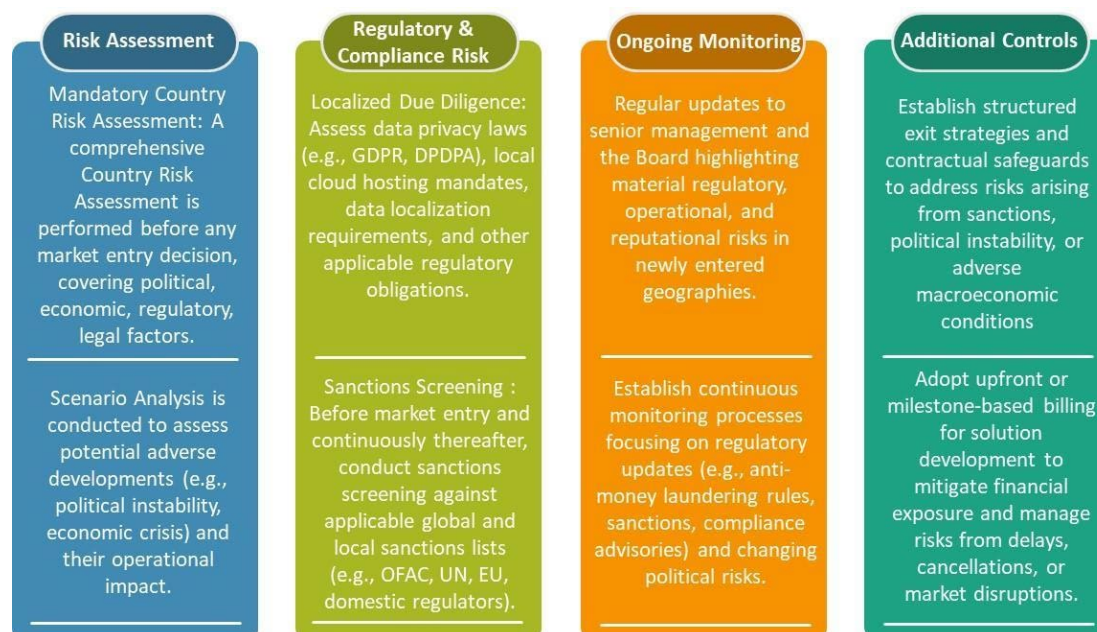 Risk Assessment
Mandatory Country
Risk Assessment: A
comprehensive
Country Risk
Assessment is
performed before any
market entry decision,
covering political,
economic, regulatory,
legal factors.
Scenario Analysis is
conducted to assess
potential adverse
developments (e.g.,
political instability,
economic crisis) and
their operational
impact.
Regulatory &
Compliance Risk
Localized Due Diligence:
Assess data privacy laws
(e.g., GDPR, DPDPA), local
cloud hosting mandates,
data localization
requirements, and other
applicable regulatory
obligations.
Sanctions Screening :
Before market entry and
continuously thereafter,
conduct sanctions
screening against
applicable global and
local sanctions lists
(e.g., OFAC, UN, EU,
domestic regulators).
Ongoing Monitoring
Regular updates to
senior management and
the Board highlighting
material regulatory,
operational, and
reputational risks in
newly entered
geographies.
Establish continuous
monitoring processes
focusing on regulatory
updates (e.g., anti-
money laundering rules,
sanctions, compliance
advisories) and changing
political risks.
Additional Controls
Establish structured
exit strategies and
contractual safeguards
to address risks arising
from sanctions,
political instability, or
adverse
macroeconomic
conditions
Adopt upfront or
milestone-based billing
for solution
development to
mitigate financial
exposure and manage
risks from delays,
cancellations, or
market disruptions.